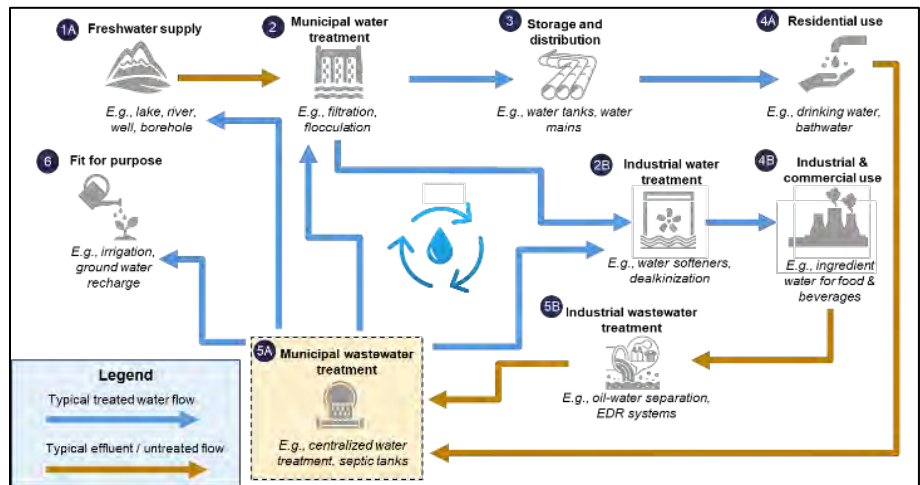 1A Freshwater supply
E.g., lake, river,
well, borehole
2 Municipal water
treatment
E.g., filtration,
flocculation
3 Storage and
distribution
E.g., water tanks, water
mains
4A Residential use
E.g., drinking water,
bathwater
6 Fit for purpose
E.g., irrigation,
ground water
recharge
2B Industrial water
treatment
E.g., water softeners,
dealkinization
4B Industrial &
commercial use
E.g., ingredient
water for food &
beverages
5B Industrial wastewater
treatment
E.g., oil-water separation,
EDR systems
5A Municipal wastewater
treatment
E.g., centralized water
treatment, septic tanks
Legend
Typical treated water flow
Typical effluent / untreated flow